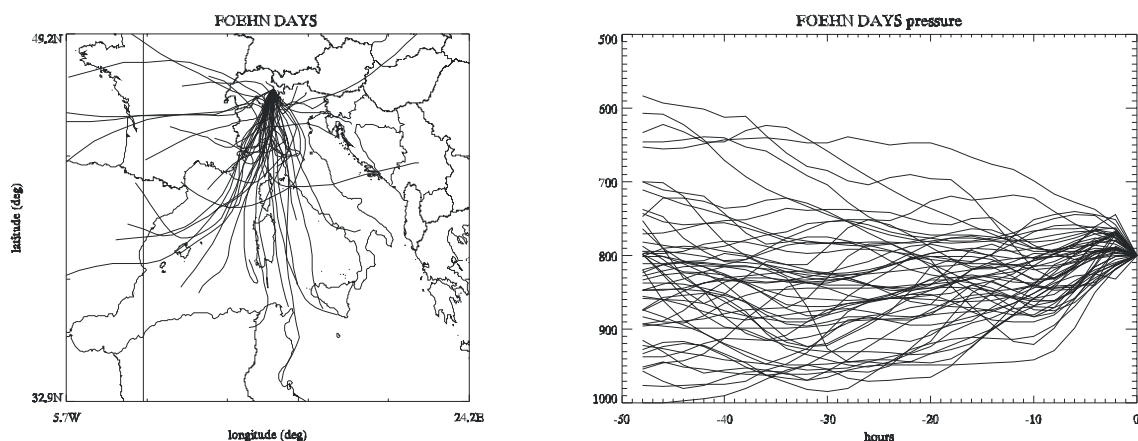 FOEHN DAYS
49.2N
latitude (deg)
32.9N
5.7W
24.2E
longitude (deg)
FOEHN DAYS pressure
500
600
700
800
900
1000
-50
-40
-30
-20
-10
0
hours